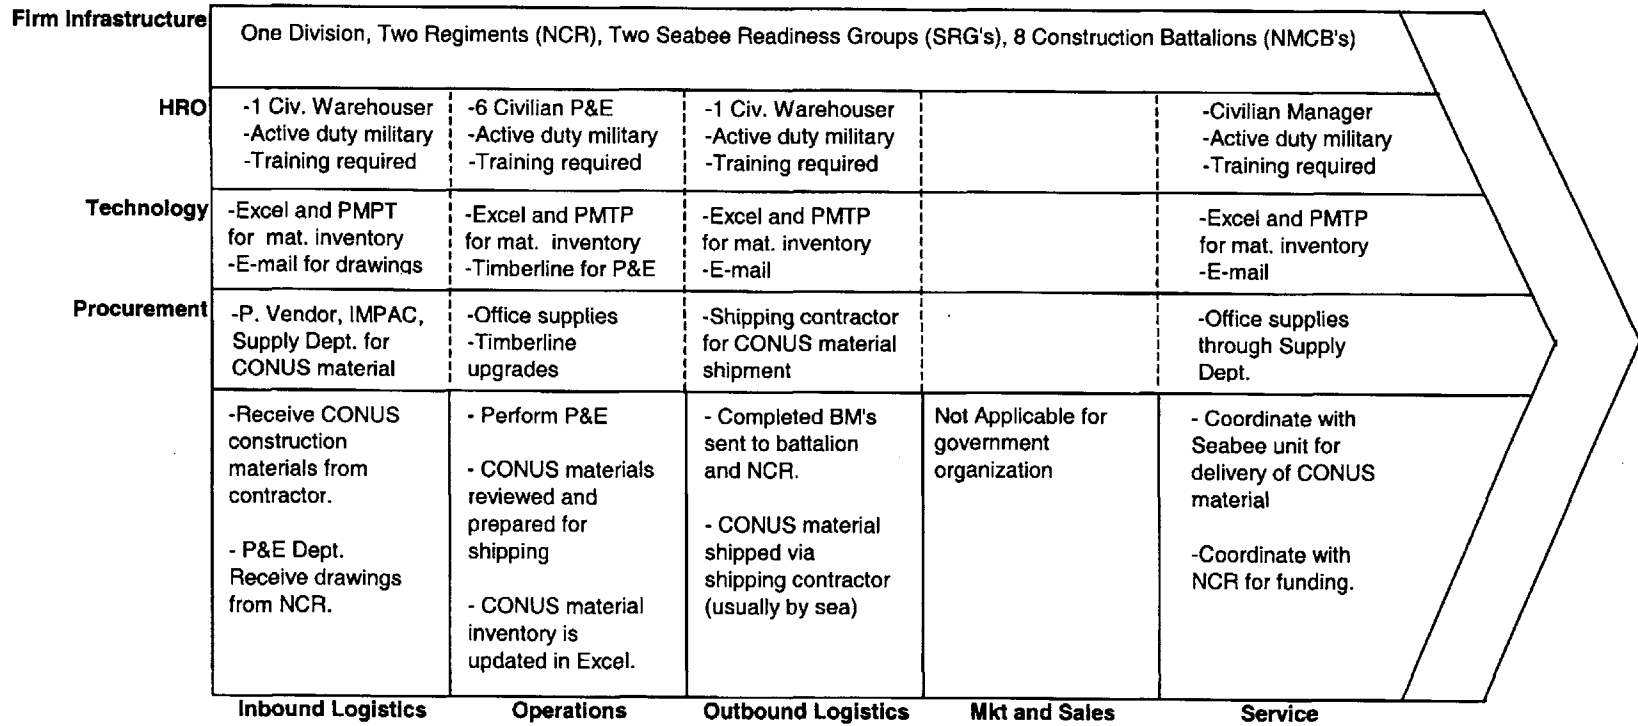 Firm Infrastructure
One Division, Two Regiments (NCR), Two Seabee Readiness Groups (SRG's), 8 Construction Battalions (NMCB's)
HRO
-1 Civ. Warehouser
-Active duty military
-Training required
-6 Civilian P&E
-Active duty military
-Training required
-1 Civ. Warehouser
-Active duty military
-Training required
-Civilian Manager
-Active duty military
-Training required
Technology
-Excel and PMPT
for mat. inventory
-E-mail for drawings
-Excel and PMTP
for mat. inventory
-Timberline for P&E
-Excel and PMTP
for mat. inventory
-E-mail
-Excel and PMTP
for mat. inventory
-E-mail
Procurement
-P. Vendor, IMPAC,
Supply Dept. for
CONUS material
-Office supplies
-Timberline
upgrades
-Shipping contractor
for CONUS material
shipment
-Office supplies
through Supply
Dept.
-Receive CONUS
construction
materials from
contractor.
- P&E Dept.
Receive drawings
from NCR.
- Perform P&E
- CONUS materials
reviewed and
prepared for
shipping
- CONUS material
inventory is
updated in Excel.
- Completed BM's
sent to battalion
and NCR.
- CONUS material
shipped via
shipping contractor
(usually by sea)
Not Applicable for
government
organization
- Coordinate with
Seabee unit for
delivery of CONUS
material
-Coordinate with
NCR for funding.
Inbound Logistics
Operations
Outbound Logistics
Mkt and Sales
Service